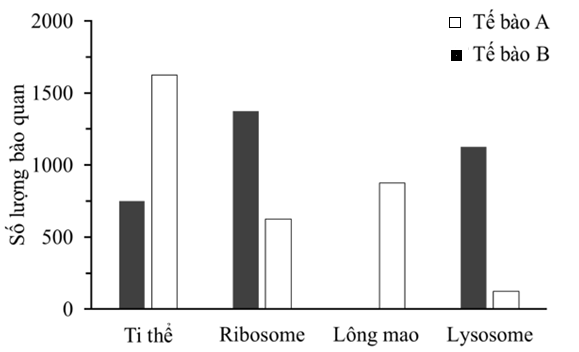 2000
Tế bào A
Tế bào B
1500
1000
500
0
Số lượng bào quan
Ti thể Ribosome Lông mao Lysosome